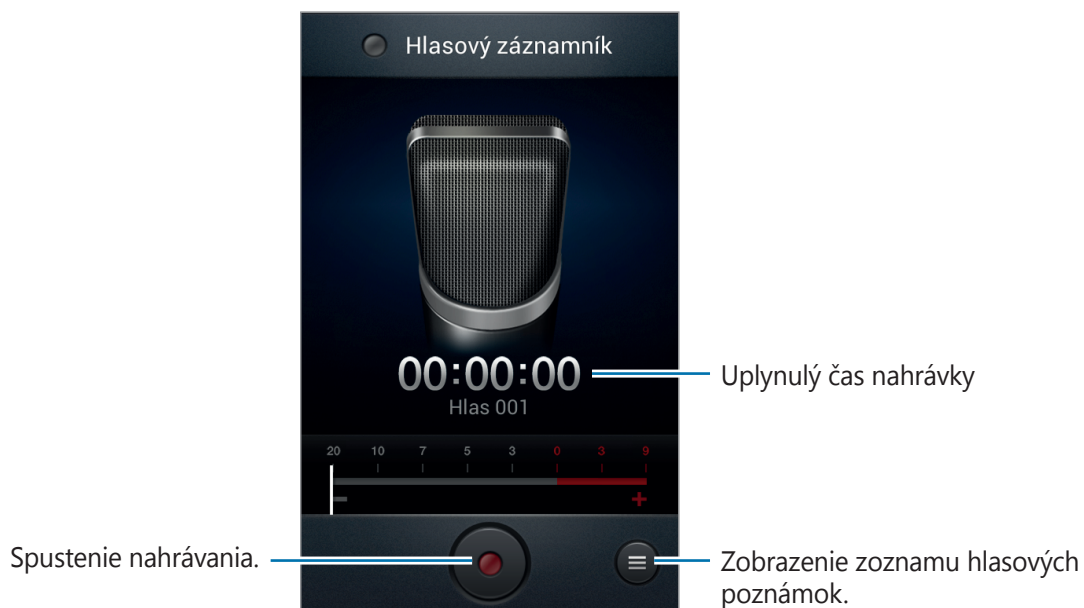 Hlasový záznamník
00:00:00
Uplynulý čas nahrávky
Hlas 001
20 10 7 5 3 0 3 9
− +
Spustenie nahrávania.
Zobrazenie zoznamu hlasových
poznámok.